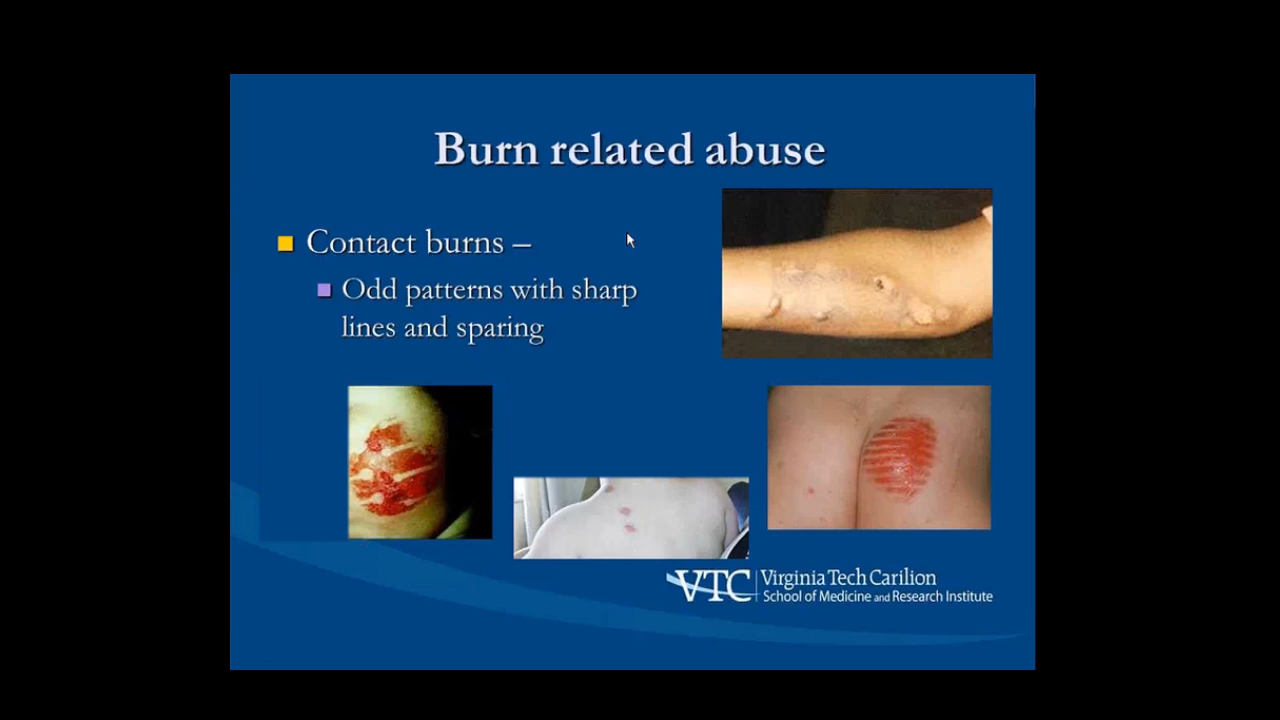 Burn related abuse
Contact burns –
Odd patterns with sharp
lines and sparing
VTC
Virginia Tech Carilion
School of Medicine and Research Institute